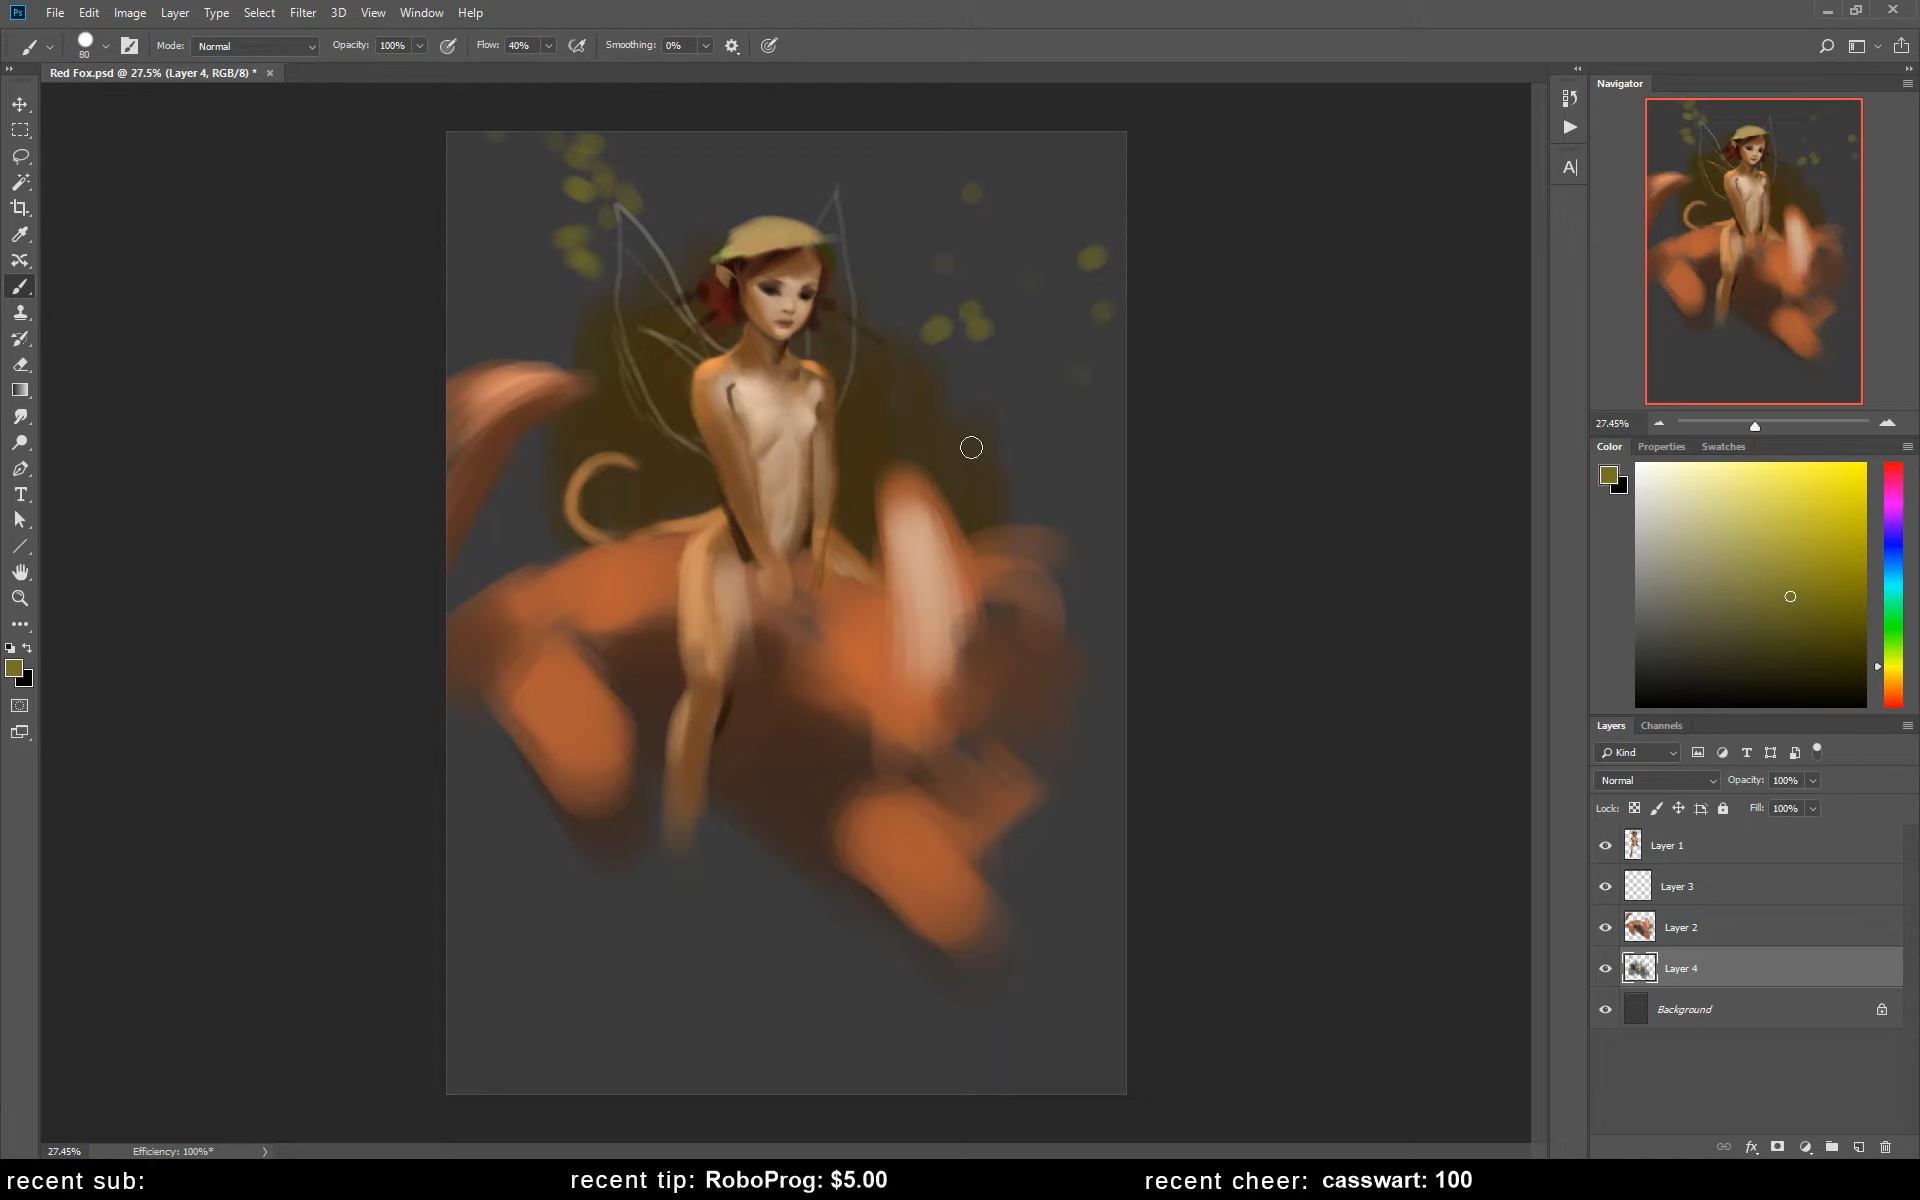 Ps File Edit Image Layer Type Select Filter 3D View Window Help
80 Mode: Normal Opacity: 100% Flow: 40% Smoothing: 0%
Red Fox.psd @ 27.5% (Layer 4, RGB/8) *
Navigator
27.45%
Color Properties Swatches
Layers Channels
Kind
Normal Opacity: 100%
Lock: Fill: 100%
Layer 1
Layer 3
Layer 2
Layer 4
Background
27.45% Efficiency: 100%*
recent sub: recent tip: RoboProg: $5.00 recent cheer: casswart: 100